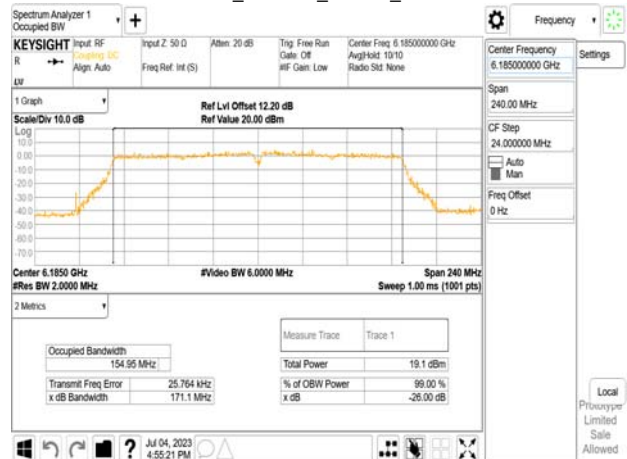 Spectrum Analyzer 1
Occupied BW
KEYSIGHT
Input: RF
Coupling: DC
Align: Auto
Input Z: 50 Ω
Freq Ref: Int (S)
Atten: 20 dB
Trig: Free Run
Gate: Off
#IF Gain: Low
Center Freq: 6.185000000 GHz
Avg|Hold: 10/10
Radio Std: None
R
LVI
1 Graph
Scale/Div 10.0 dB
Ref Lvl Offset 12.20 dB
Ref Value 20.00 dBm
Log
10.0
0.00
-10.0
-20.0
-30.0
-40.0
-50.0
-60.0
-70.0
Center 6.1850 GHz
#Res BW 2.0000 MHz
#Video BW 6.0000 MHz
Span 240 MHz
Sweep 1.00 ms (1001 pts)
2 Metrics
Measure Trace
Trace 1
Occupied Bandwidth
154.95 MHz
Total Power
19.1 dBm
Transmit Freq Error
25.764 kHz
% of OBW Power
99.00 %
x dB Bandwidth
171.1 MHz
x dB
-26.00 dB
Jul 04, 2023
4:55:21 PM
Frequency
Center Frequency
6.185000000 GHz
Settings
Span
240.00 MHz
CF Step
24.000000 MHz
Auto
Man
Freq Offset
0 Hz
Local
Prototype
Limited
Sale
Allowed